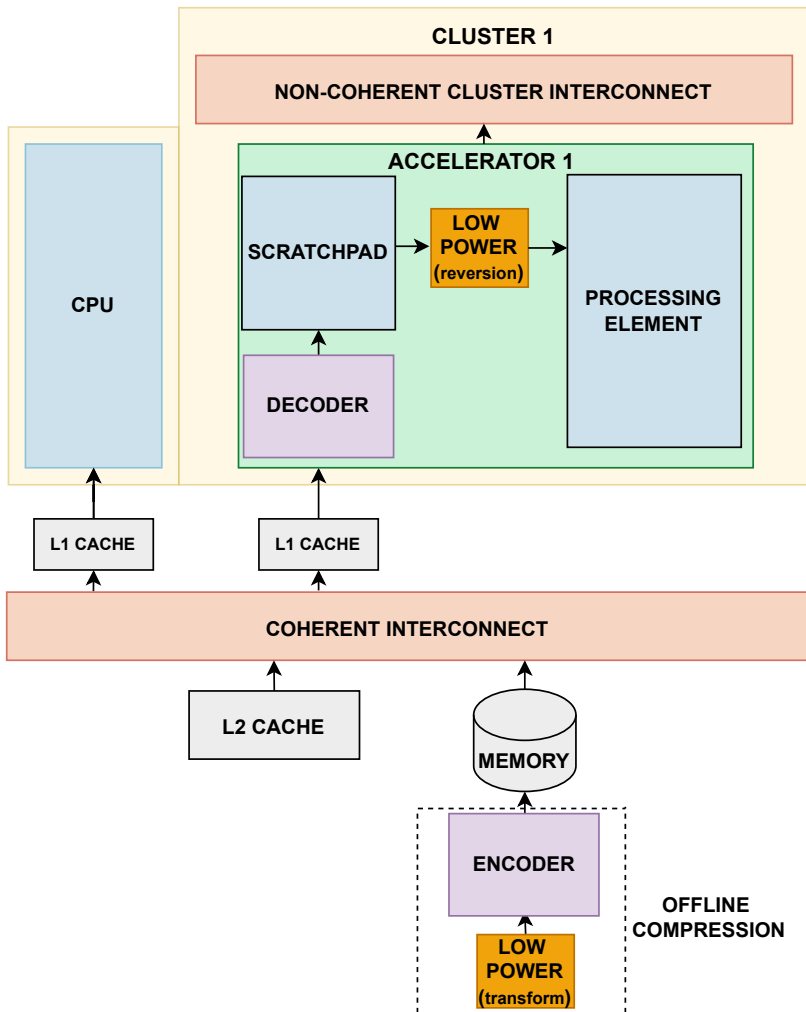 CLUSTER 1
NON-COHERENT CLUSTER INTERCONNECT
ACCELERATOR 1
SCRATCHPAD
LOW
POWER
(reversion)
PROCESSING
ELEMENT
CPU
DECODER
L1 CACHE
L1 CACHE
COHERENT INTERCONNECT
L2 CACHE
MEMORY
ENCODER
OFFLINE
COMPRESSION
LOW
POWER
(transform)